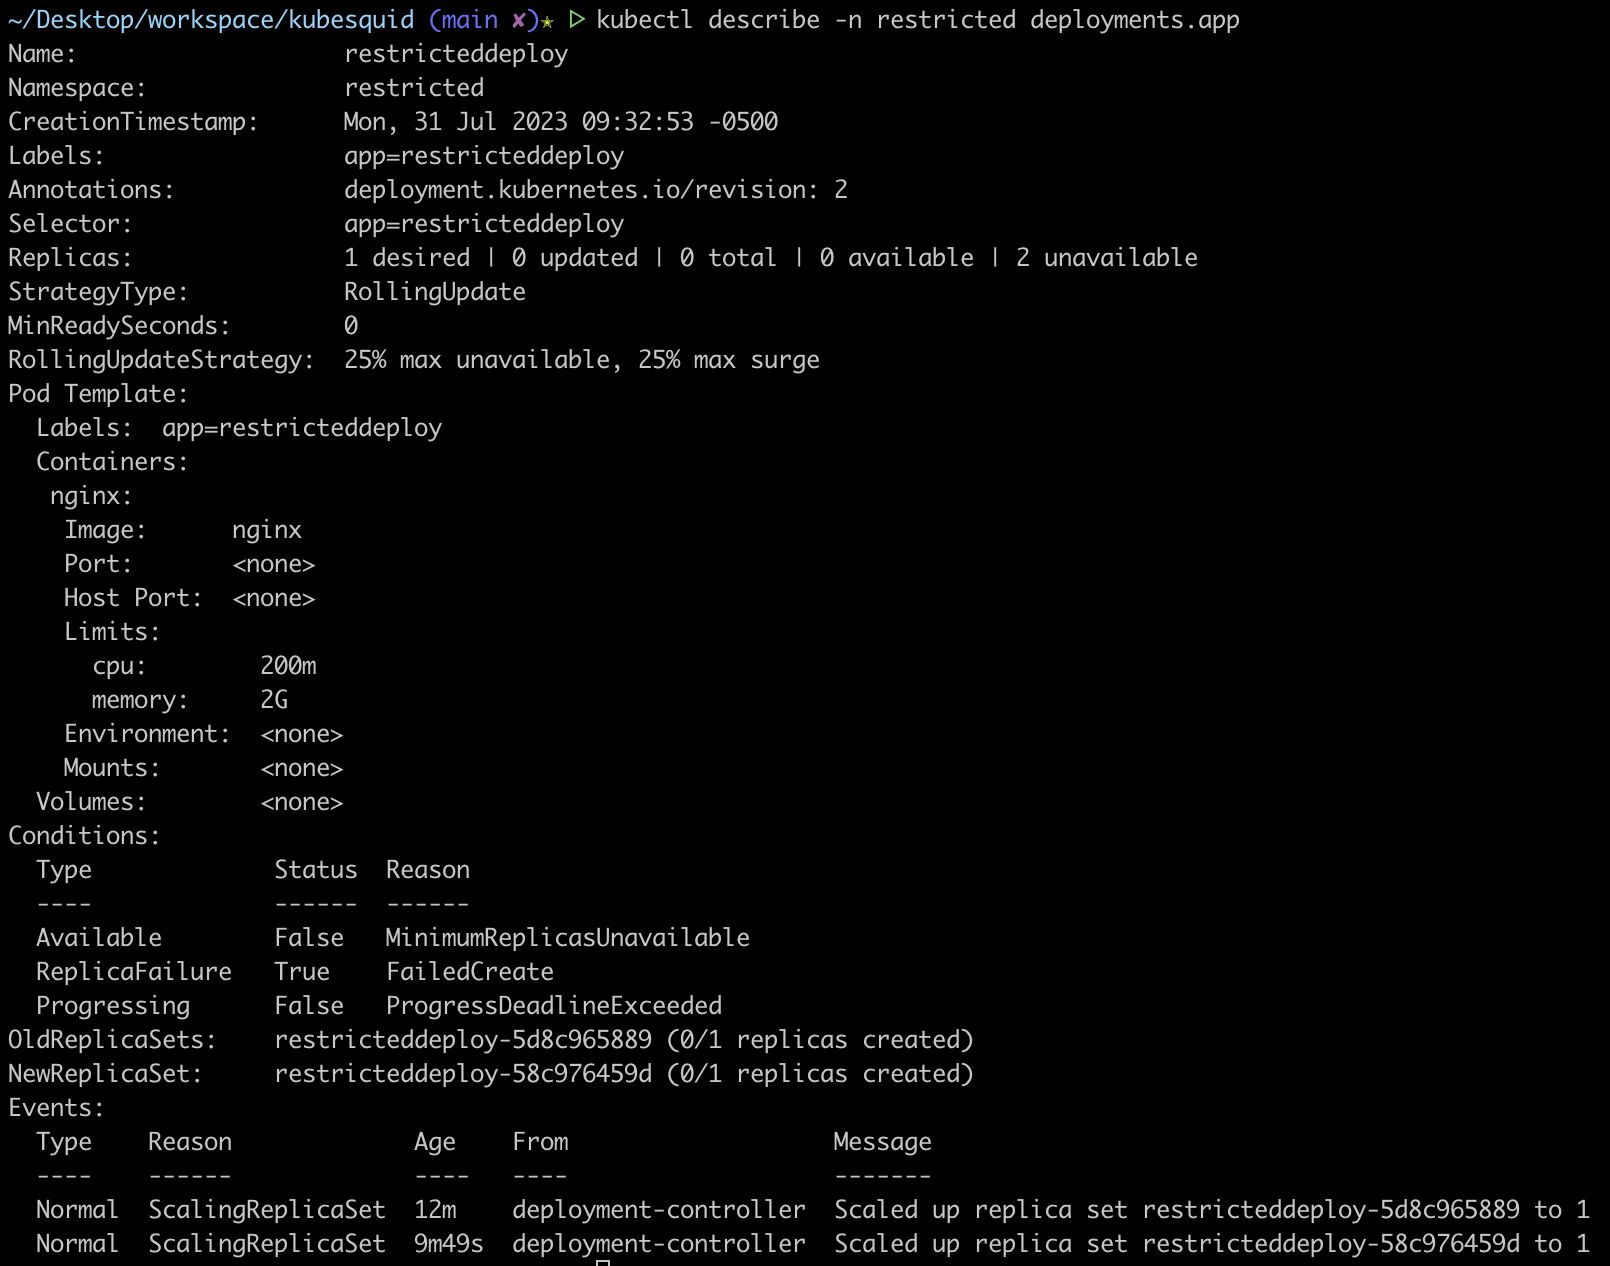 ~/Desktop/workspace/kubesquid (main ✘)★ ▷ kubectl describe -n restricted deployments.app
Name:                   restricteddeploy
Namespace:              restricted
CreationTimestamp:      Mon, 31 Jul 2023 09:32:53 -0500
Labels:                 app=restricteddeploy
Annotations:            deployment.kubernetes.io/revision: 2
Selector:               app=restricteddeploy
Replicas:               1 desired | 0 updated | 0 total | 0 available | 2 unavailable
StrategyType:           RollingUpdate
MinReadySeconds:        0
RollingUpdateStrategy:  25% max unavailable, 25% max surge
Pod Template:
  Labels:  app=restricteddeploy
  Containers:
   nginx:
    Image:      nginx
    Port:       <none>
    Host Port:  <none>
    Limits:
      cpu:        200m
      memory:     2G
    Environment:  <none>
    Mounts:       <none>
  Volumes:        <none>
Conditions:
  Type             Status  Reason
  ----             ------  ------
  Available        False   MinimumReplicasUnavailable
  ReplicaFailure   True    FailedCreate
  Progressing      False   ProgressDeadlineExceeded
OldReplicaSets:    restricteddeploy-5d8c965889 (0/1 replicas created)
NewReplicaSet:     restricteddeploy-58c976459d (0/1 replicas created)
Events:
  Type    Reason             Age    From                   Message
  ----    ------             ----   ----                   -------
  Normal  ScalingReplicaSet  12m    deployment-controller  Scaled up replica set restricteddeploy-5d8c965889 to 1
  Normal  ScalingReplicaSet  9m49s  deployment-controller  Scaled up replica set restricteddeploy-58c976459d to 1